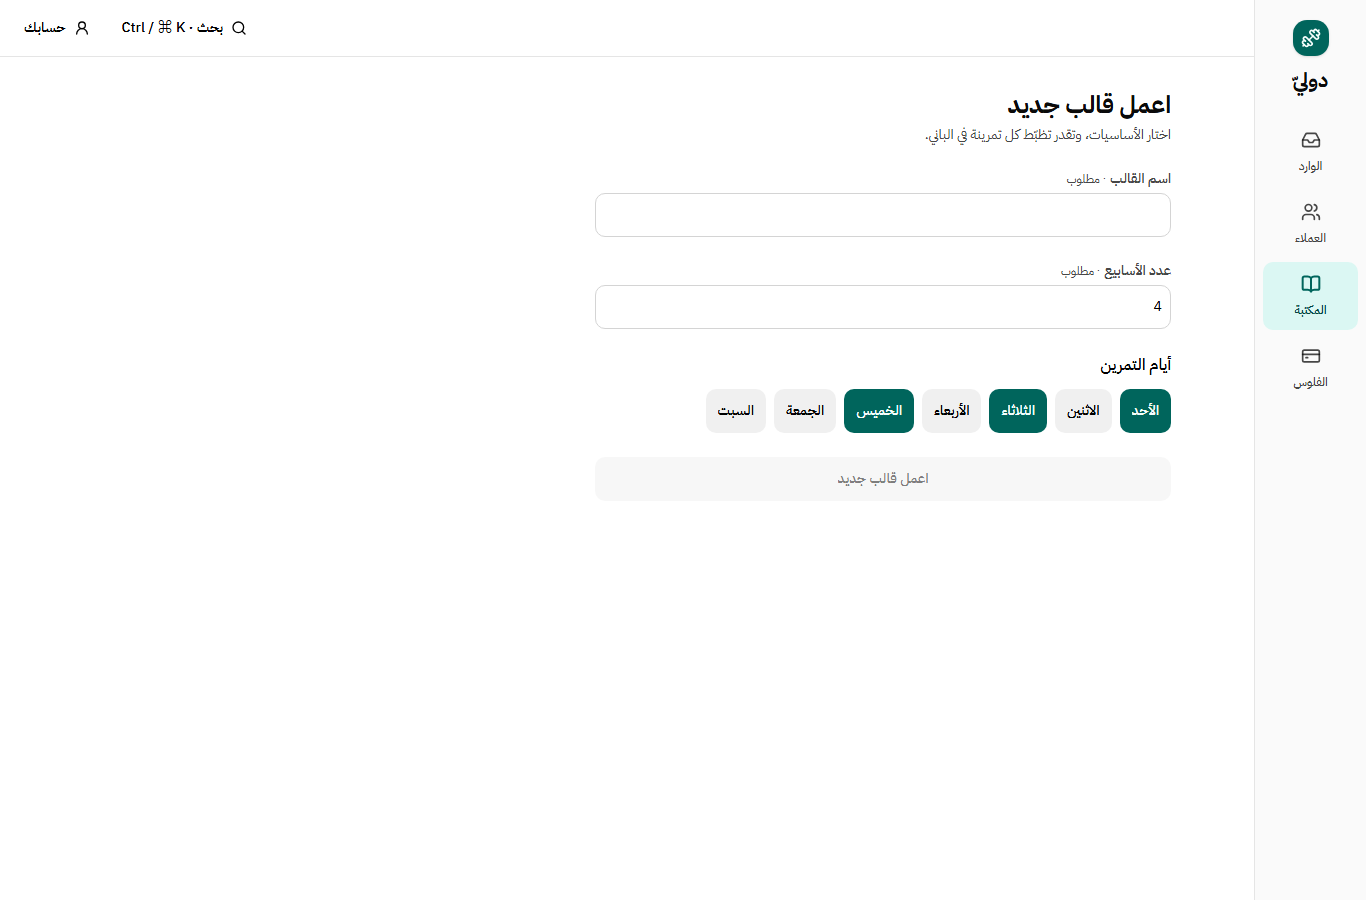 دوليّ
الوارد
العملاء
المكتبة
الفلوس
بحث · Ctrl / ⌘ K
حسابك
اعمل قالب جديد
اختار الأساسيات، وتقدر تظبّط كل تمرينة في الباني.
اسم القالب · مطلوب
عدد الأسابيع · مطلوب
4
أيام التمرين
الأحد الاثنين الثلاثاء الأربعاء الخميس الجمعة السبت
اعمل قالب جديد